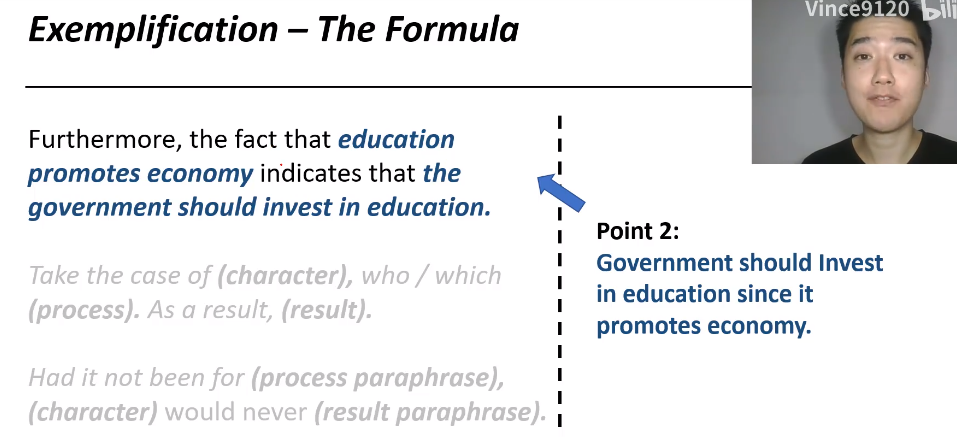 Exemplification – The Formula
Vince9120 bili
Furthermore, the fact that education
promotes economy indicates that the
government should invest in education.
Take the case of (character), who / which
(process). As a result, (result).
Had it not been for (process paraphrase),
(character) would never (result paraphrase).
Point 2:
Government should Invest
in education since it
promotes economy.